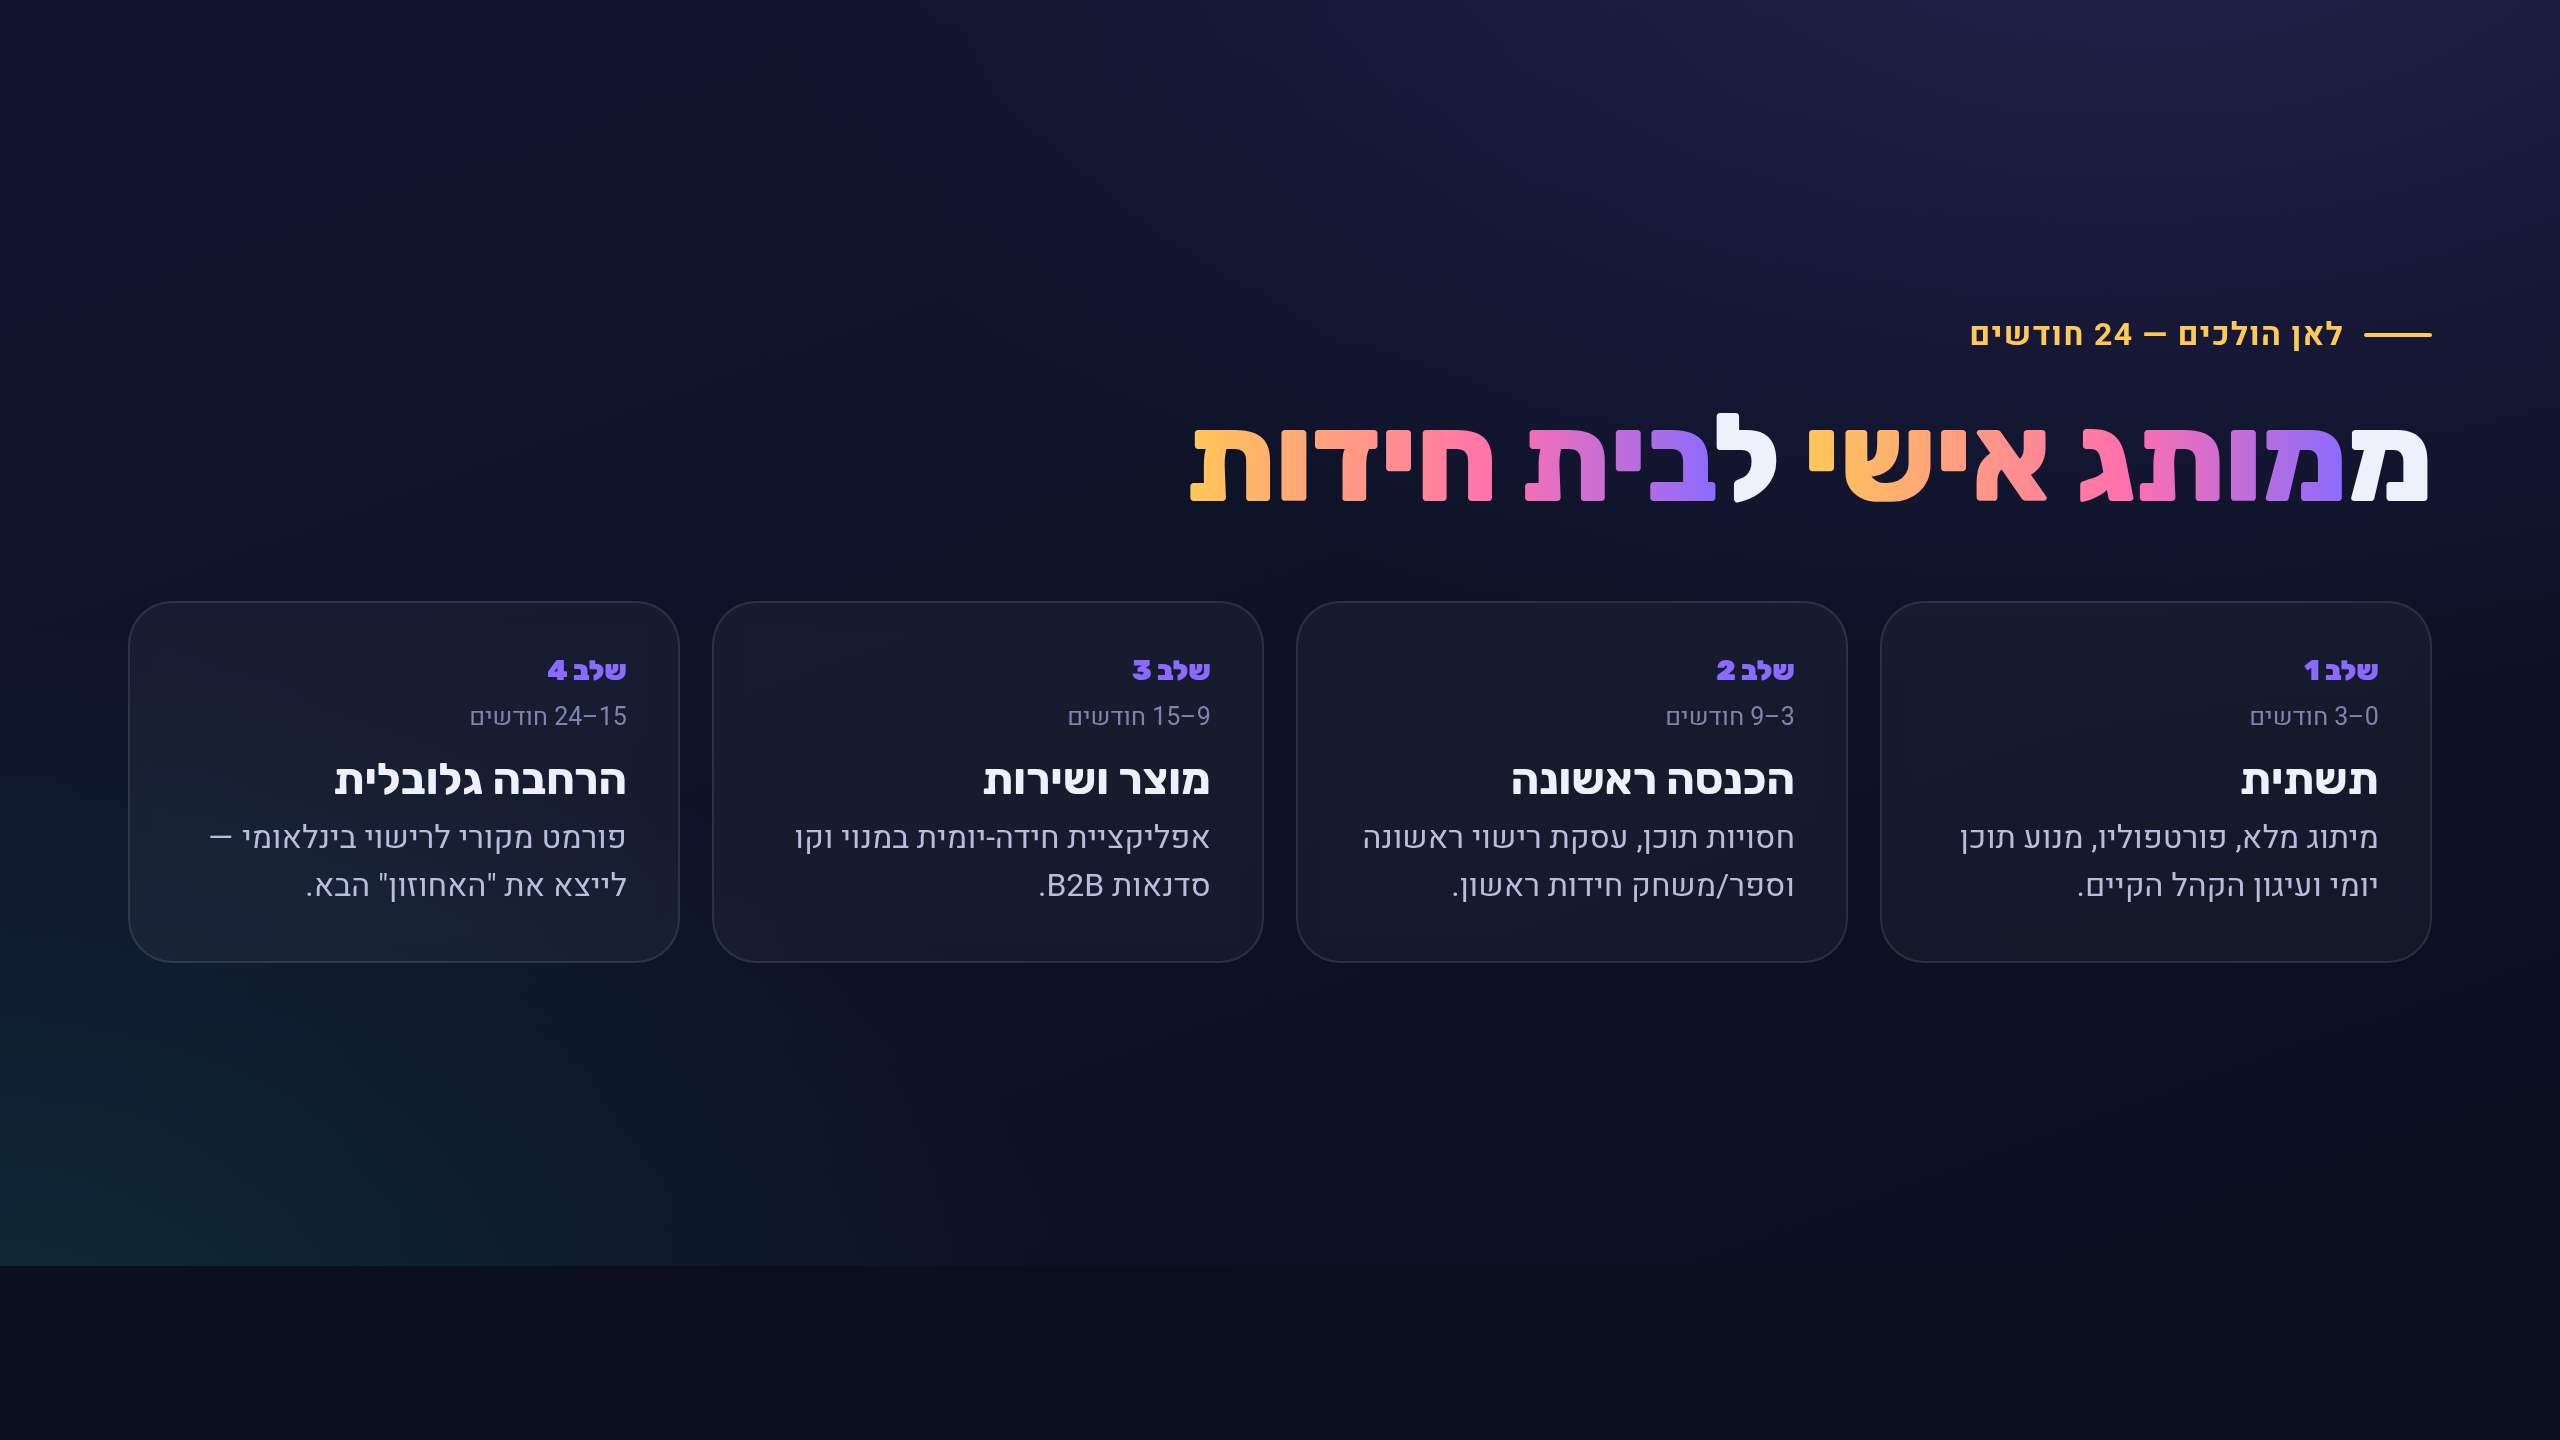 לאן הולכים — 24 חודשים
ממותג אישי לבית חידות
שלב 1
0–3 חודשים
תשתית
מיתוג מלא, פורטפוליו, מנוע תוכן
יומי ועיגון הקהל הקיים.
שלב 2
3–9 חודשים
הכנסה ראשונה
חסויות תוכן, עסקת רישוי ראשונה
וספר/משחק חידות ראשון.
שלב 3
9–15 חודשים
מוצר ושירות
אפליקציית חידה-יומית במנוי וקו
סדנאות B2B.
שלב 4
15–24 חודשים
הרחבה גלובלית
פורמט מקורי לרישוי בינלאומי —
לייצא את "האחוזון" הבא.